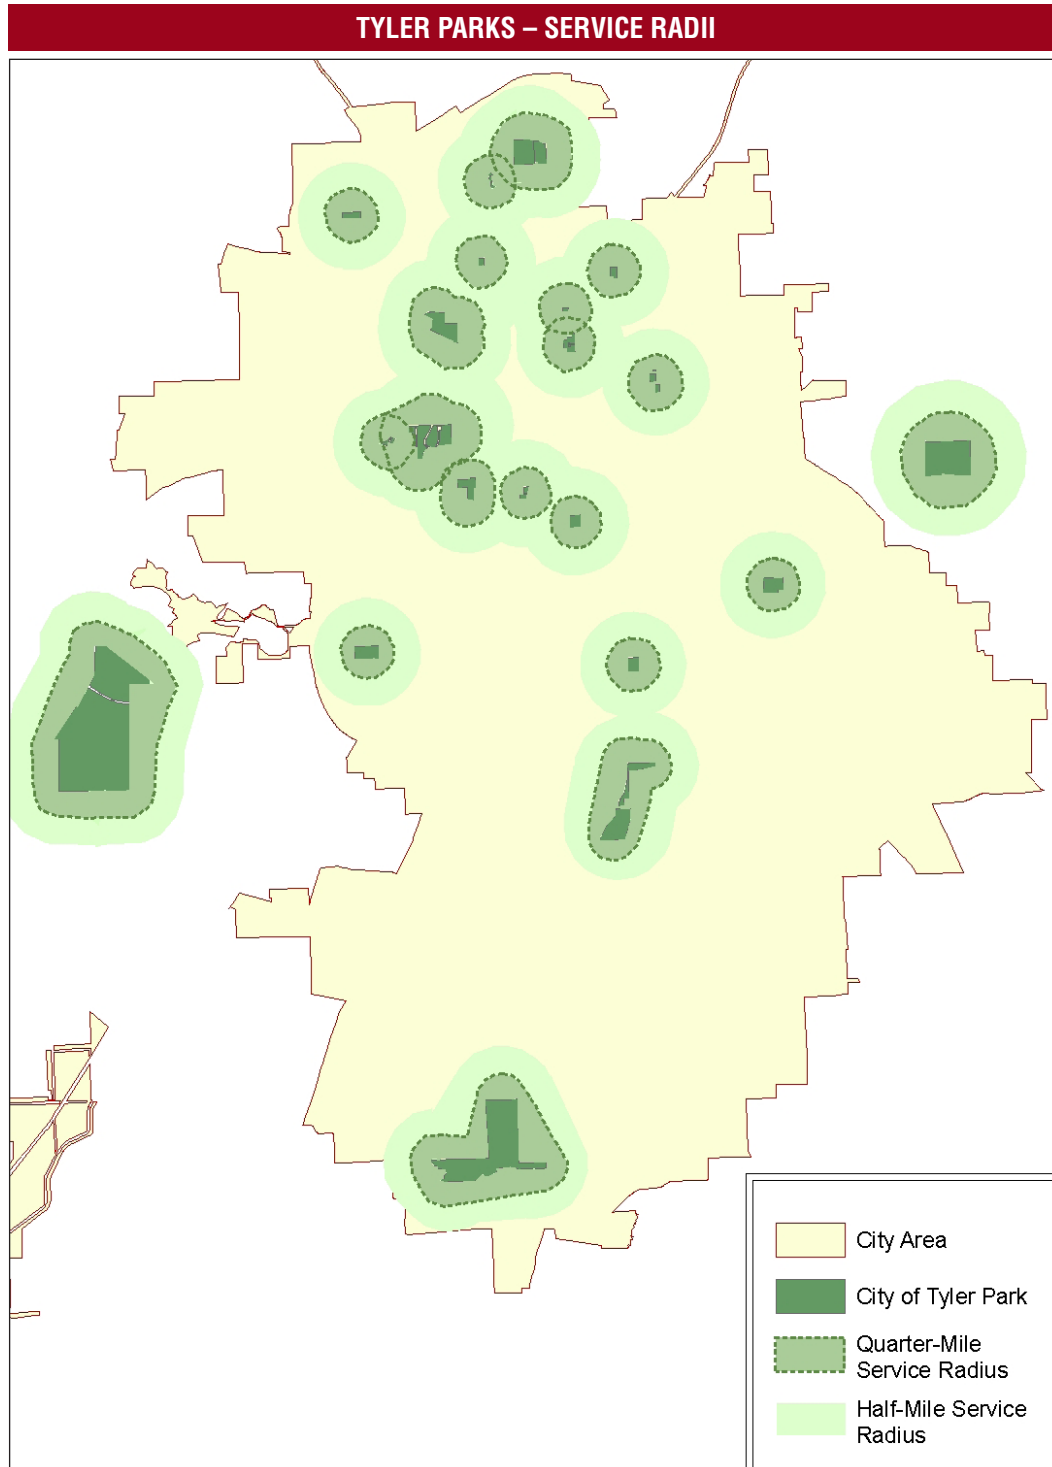 TYLER PARKS – SERVICE RADII
City Area
City of Tyler Park
Quarter-Mile
Service Radius
Half-Mile Service
Radius